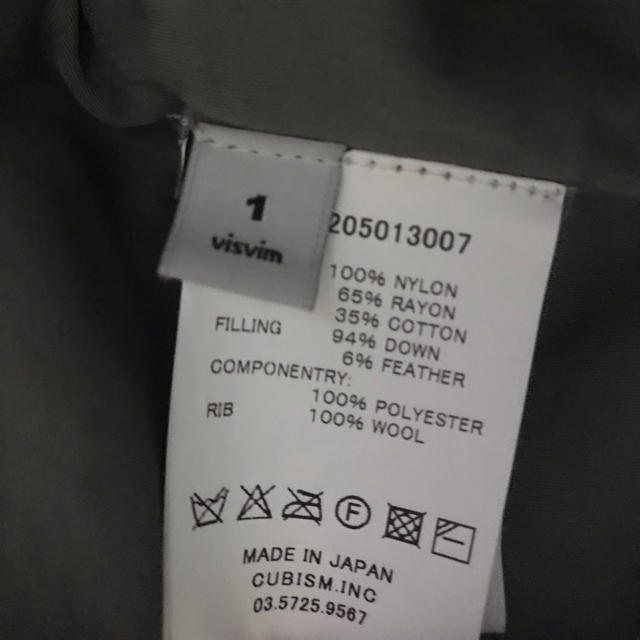 1
visvim
205013007
100% NYLON
65% RAYON
35% COTTON
FILLING 94% DOWN
6% FEATHER
COMPONENTRY:
100% POLYESTER
RIB 100% WOOL
F
MADE IN JAPAN
CUBISM.INC
03.5725.9567